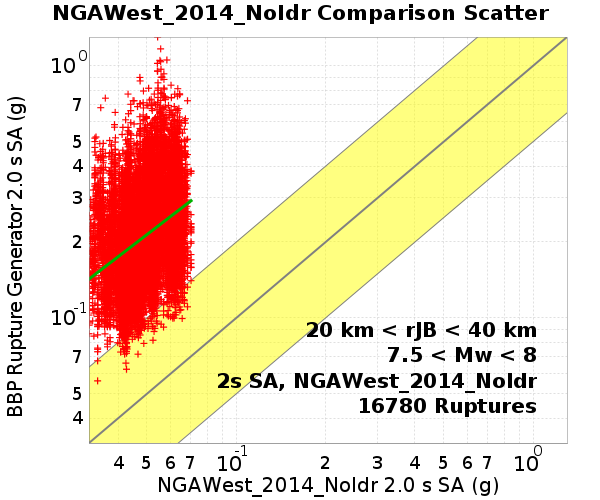 NGAWest_2014_NoIdr Comparison Scatter
BBP Rupture Generator 2.0 s SA (g)
10^0
7
5
4
3
2
10^-1
7
5
4
20 km < rJB < 40 km
7.5 < Mw < 8
2s SA, NGAWest_2014_NoIdr
16780 Ruptures
4 5 6 7 10^-1 2 3 4 5 6 7 10^0
NGAWest_2014_NoIdr 2.0 s SA (g)